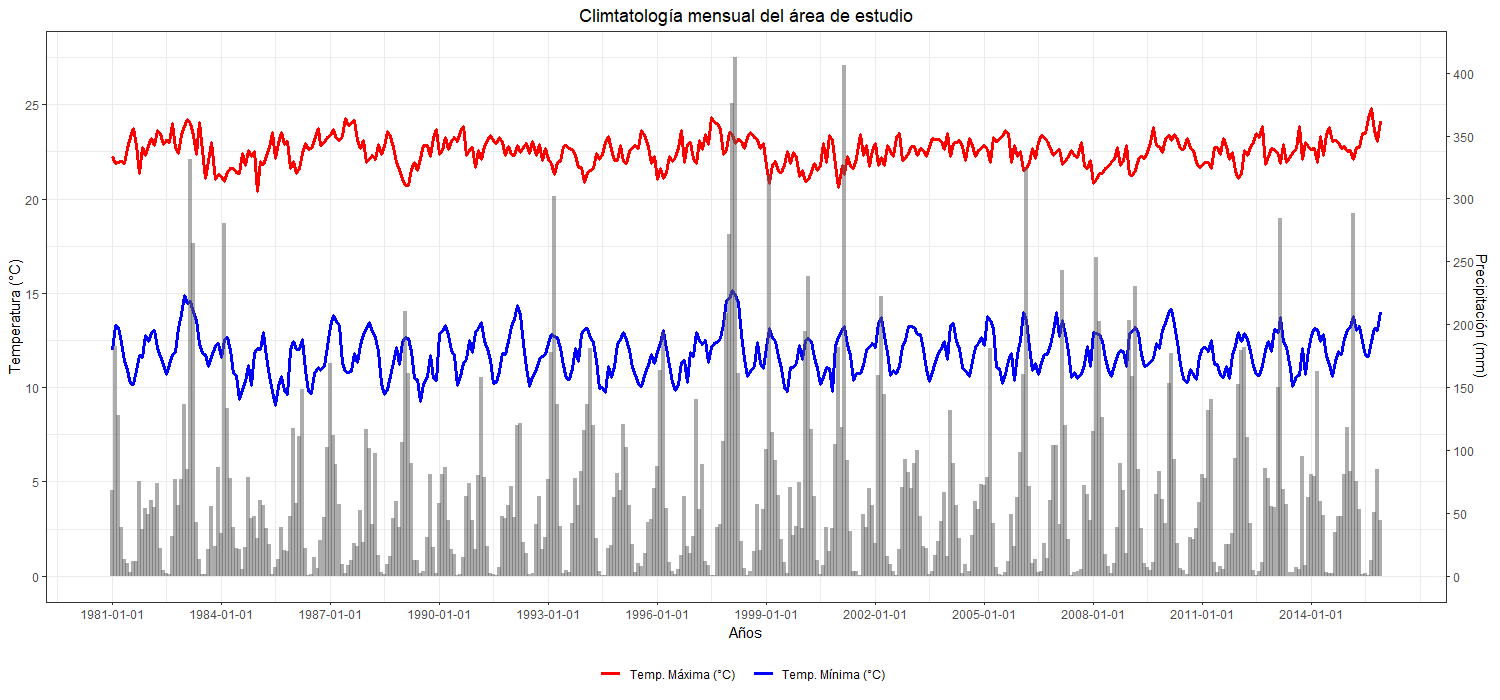 Climtatología mensual del área de estudio
Temperatura (°C)
25
20
15
10
5
0
400
350
300
250
200
150
100
50
0
Precipitación (mm)
1981-01-01 1984-01-01 1987-01-01 1990-01-01 1993-01-01 1996-01-01 1999-01-01 2002-01-01 2005-01-01 2008-01-01 2011-01-01 2014-01-01
Años
Temp. Máxima (°C) Temp. Mínima (°C)